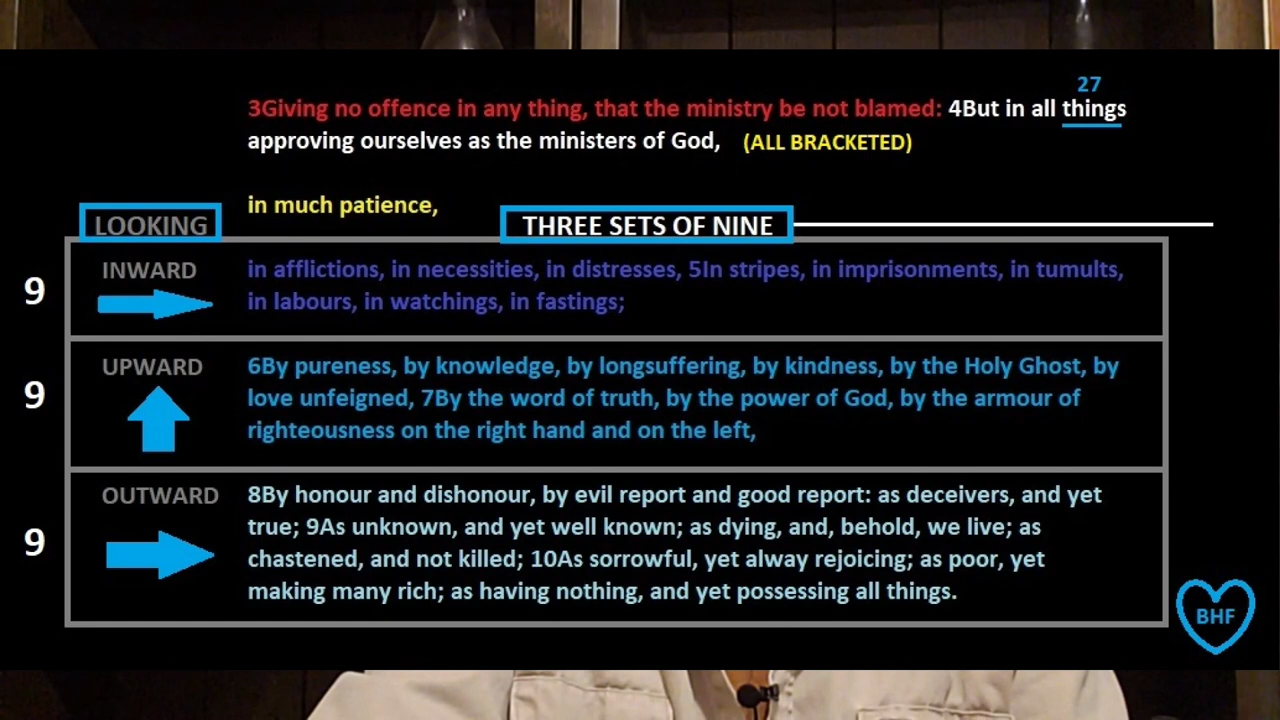 27
3Giving no offence in any thing, that the ministry be not blamed: 4But in all things
approving ourselves as the ministers of God, (ALL BRACKETED)
in much patience,
LOOKING
THREE SETS OF NINE
9
INWARD
in afflictions, in necessities, in distresses, 5In stripes, in imprisonments, in tumults,
in labours, in watchings, in fastings;
9
UPWARD
6By pureness, by knowledge, by longsuffering, by kindness, by the Holy Ghost, by
love unfeigned, 7By the word of truth, by the power of God, by the armour of
righteousness on the right hand and on the left,
9
OUTWARD
8By honour and dishonour, by evil report and good report: as deceivers, and yet
true; 9As unknown, and yet well known; as dying, and, behold, we live; as
chastened, and not killed; 10As sorrowful, yet alway rejoicing; as poor, yet
making many rich; as having nothing, and yet possessing all things.
BHF